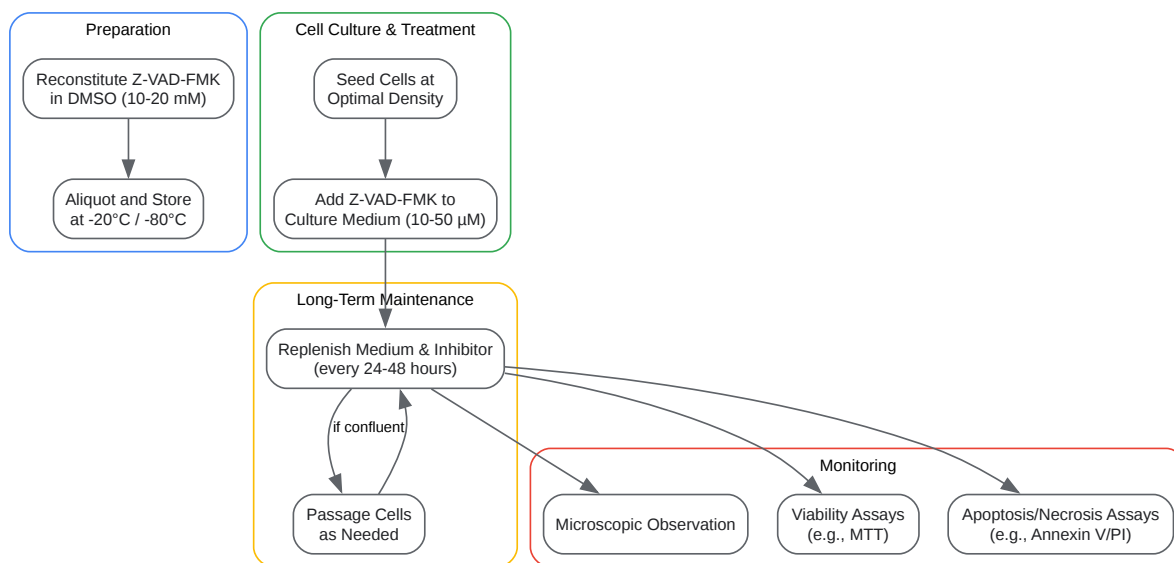 Preparation
Reconstitute Z-VAD-FMK
in DMSO (10-20 mM)
Aliquot and Store
at -20°C / -80°C
Cell Culture & Treatment
Seed Cells at
Optimal Density
Add Z-VAD-FMK to
Culture Medium (10-50 µM)
Long-Term Maintenance
Replenish Medium & Inhibitor
(every 24-48 hours)
if confluent
Passage Cells
as Needed
Monitoring
Microscopic Observation
Viability Assays
(e.g., MTT)
Apoptosis/Necrosis Assays
(e.g., Annexin V/PI)